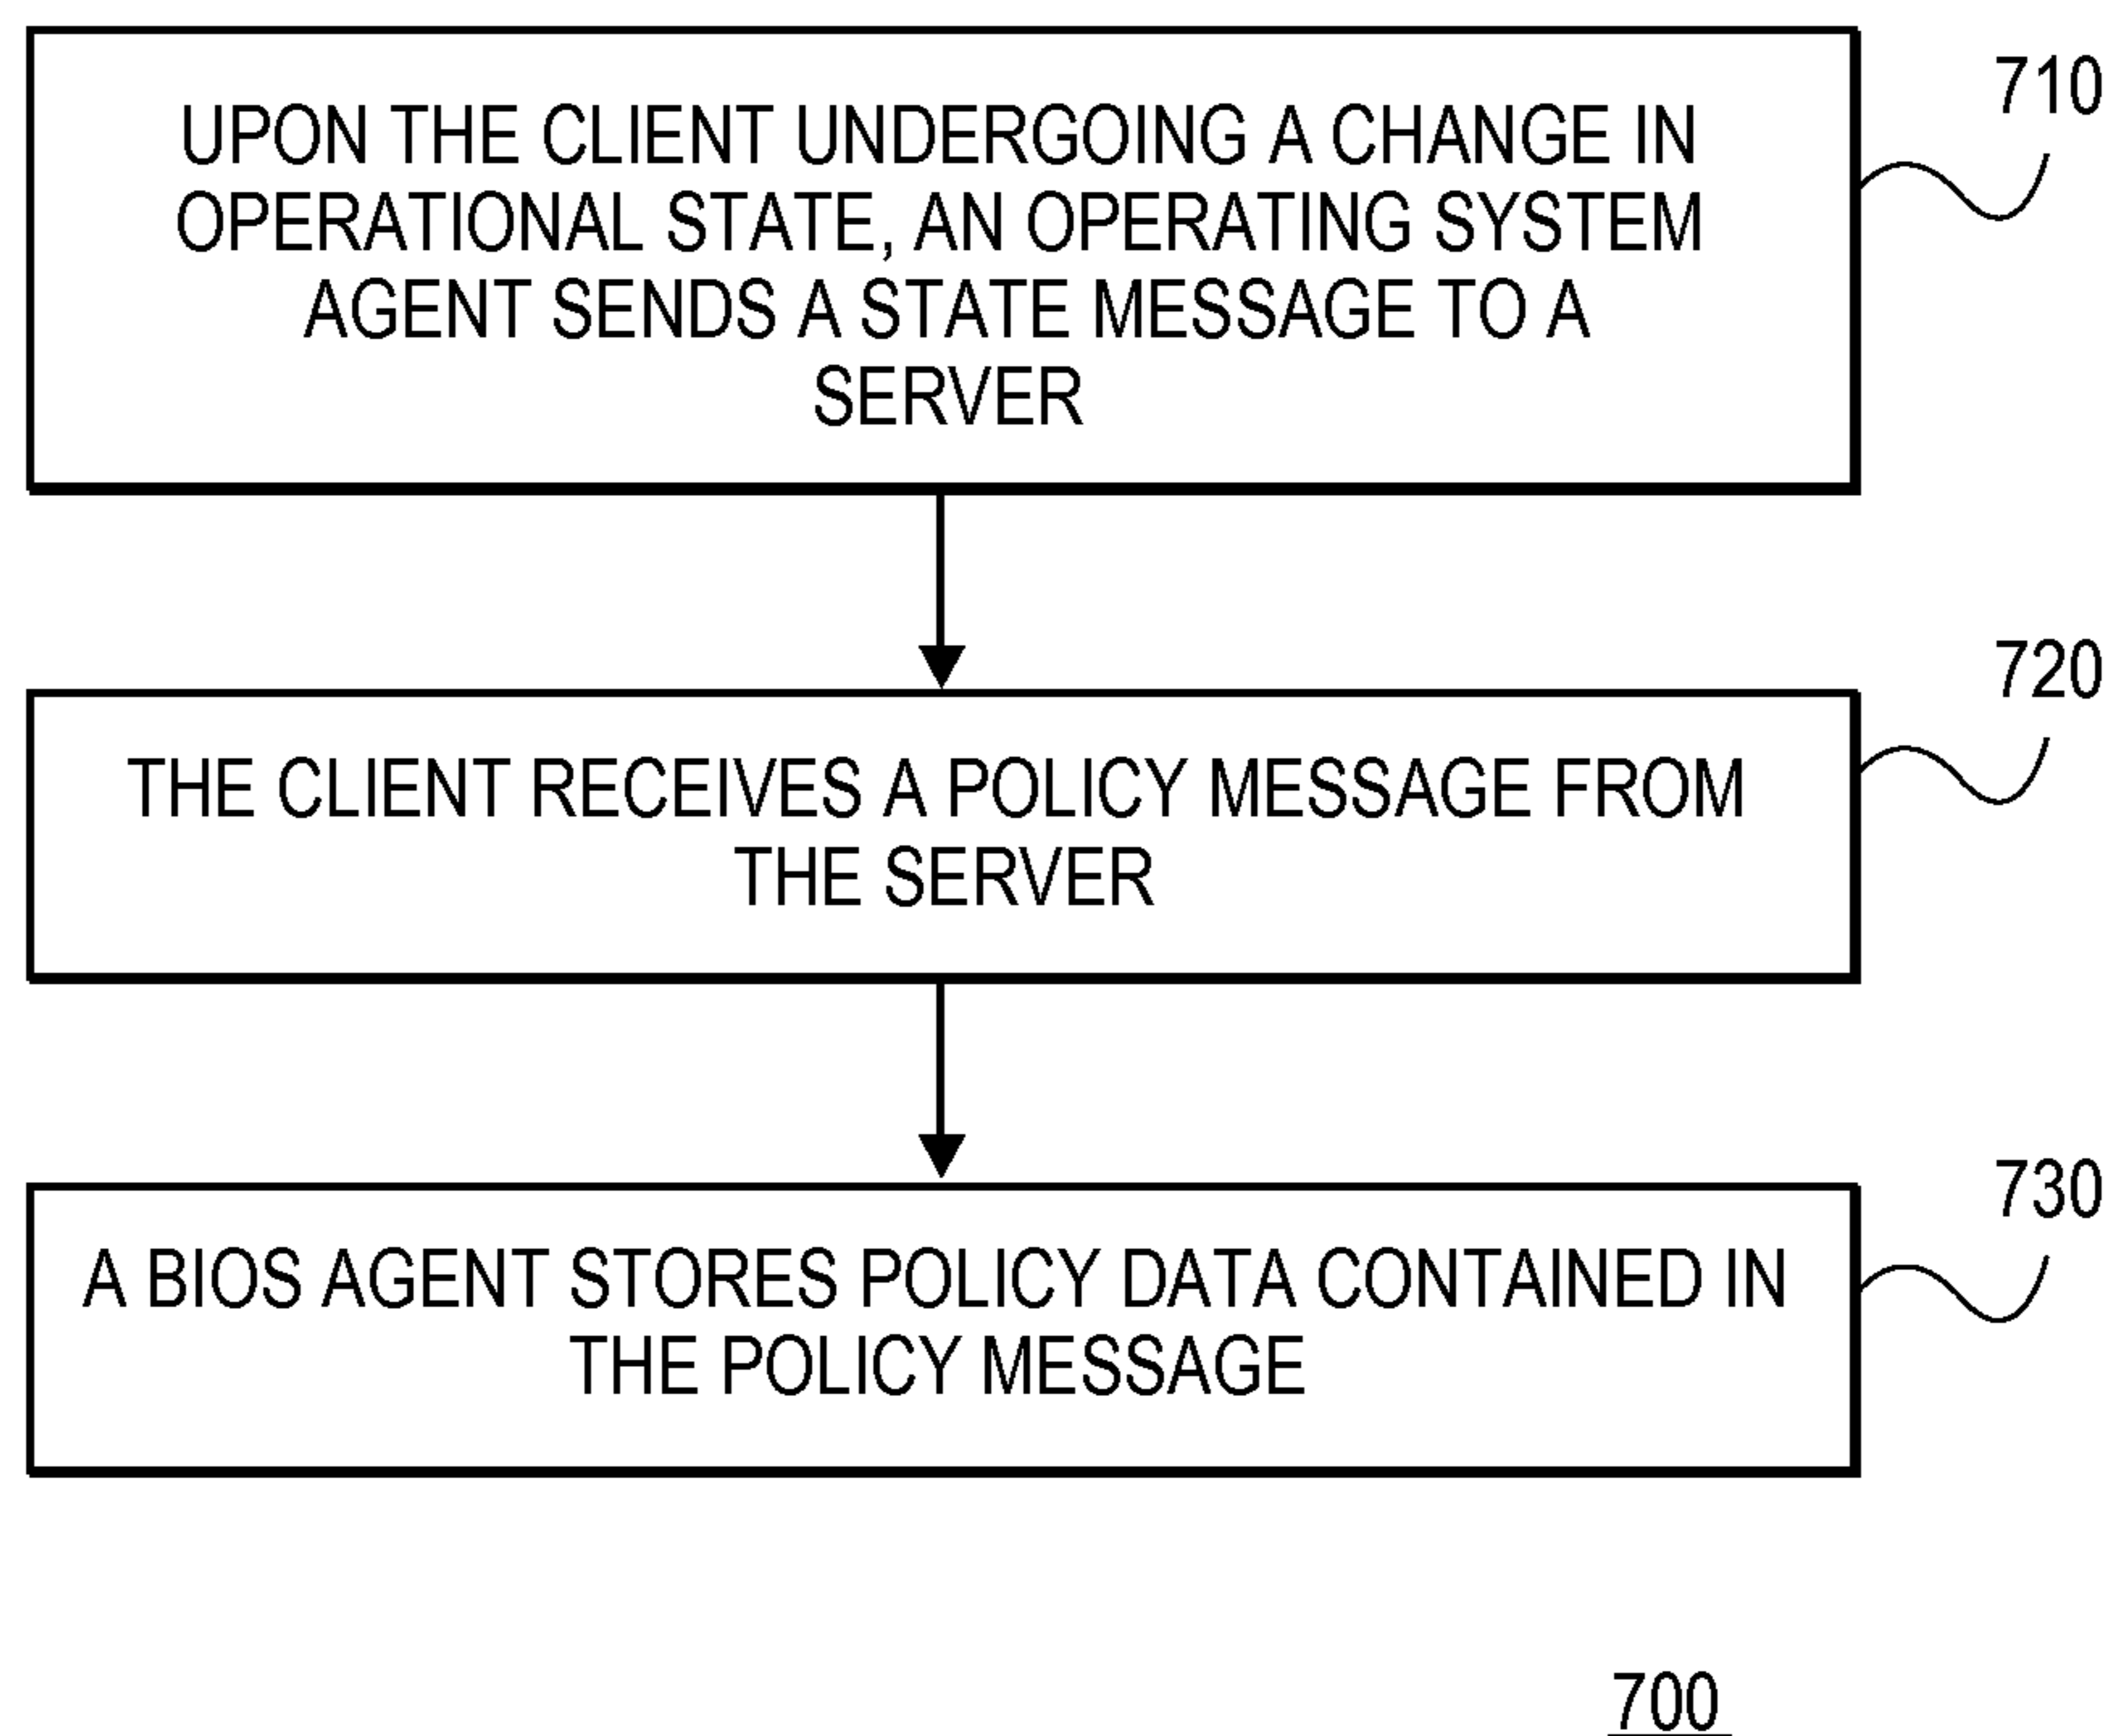 710
UPON THE CLIENT UNDERGOING A CHANGE IN
OPERATIONAL STATE, AN OPERATING SYSTEM
AGENT SENDS A STATE MESSAGE TO A
SERVER
720
THE CLIENT RECEIVES A POLICY MESSAGE FROM
THE SERVER
730
A BIOS AGENT STORES POLICY DATA CONTAINED IN
THE POLICY MESSAGE
700